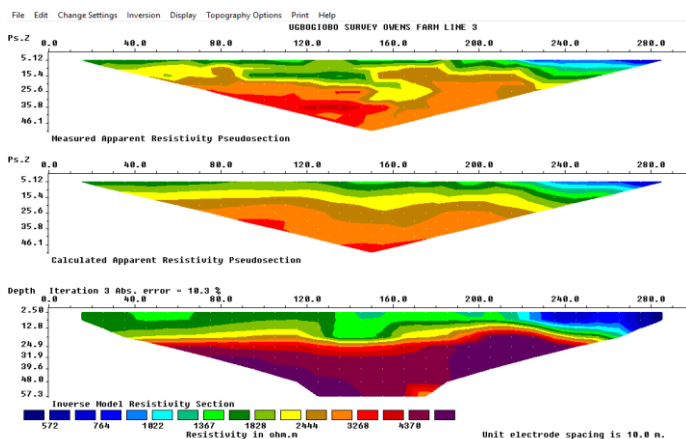 File Edit Change Settings Inversion Display Topography Options Print Help
UGBOGIOBO SURVEY OWENS FARM LINE 3
Ps.Z 0.0 40.0 80.0 120.0 160.0 200.0 240.0 280.0
5.12
15.4
25.6
35.8
46.1
Measured Apparent Resistivity Pseudosection
Ps.Z 0.0 40.0 80.0 120.0 160.0 200.0 240.0 280.0
5.12
15.4
25.6
35.8
46.1
Calculated Apparent Resistivity Pseudosection
Depth Iteration 3 Abs. error = 10.3 %
0.0 40.0 80.0 120.0 160.0 200.0 240.0 280.0
2.50
12.8
24.9
31.9
39.6
48.0
57.3
Inverse Model Resistivity Section
572 764 1022 1367 1828 2444 3268 4370
Resistivity in ohm.m Unit electrode spacing is 10.0 m.